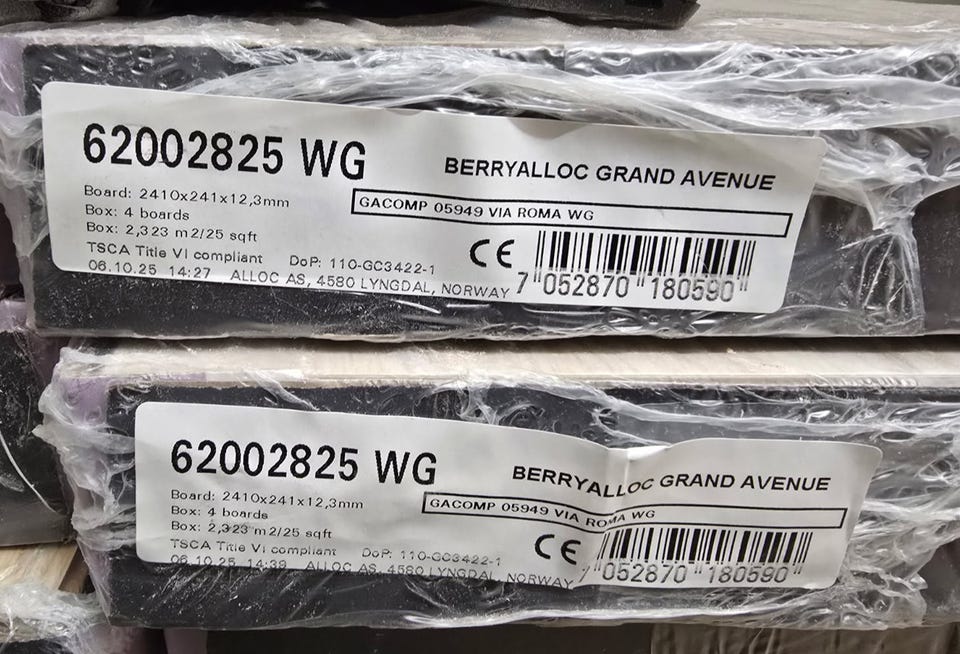 62002825 WG
BERRYALLOC GRAND AVENUE
Board: 2410x241x12,3mm
Box: 4 boards
Box: 2,323 m2/25 sqft
GACOMP 05949 VIA ROMA WG
TSCA Title VI compliant DoP: 110-GC3422-1
CE
06.10.25 14:27 ALLOC AS, 4580 LYNGDAL, NORWAY
7 "052870 "180590"
62002825 WG
BERRYALLOC GRAND AVENUE
Board: 2410x241x12,3mm
Box: 4 boards
Box: 2,323 m2/25 sqft
GACOMP 05949 VIA ROMA WG
TSCA Title VI compliant DoP: 110-GC3422-1
CE
06.10.25 14:39 ALLOC AS, 4580 LYNGDAL, NORWAY
7 "052870 "180590"